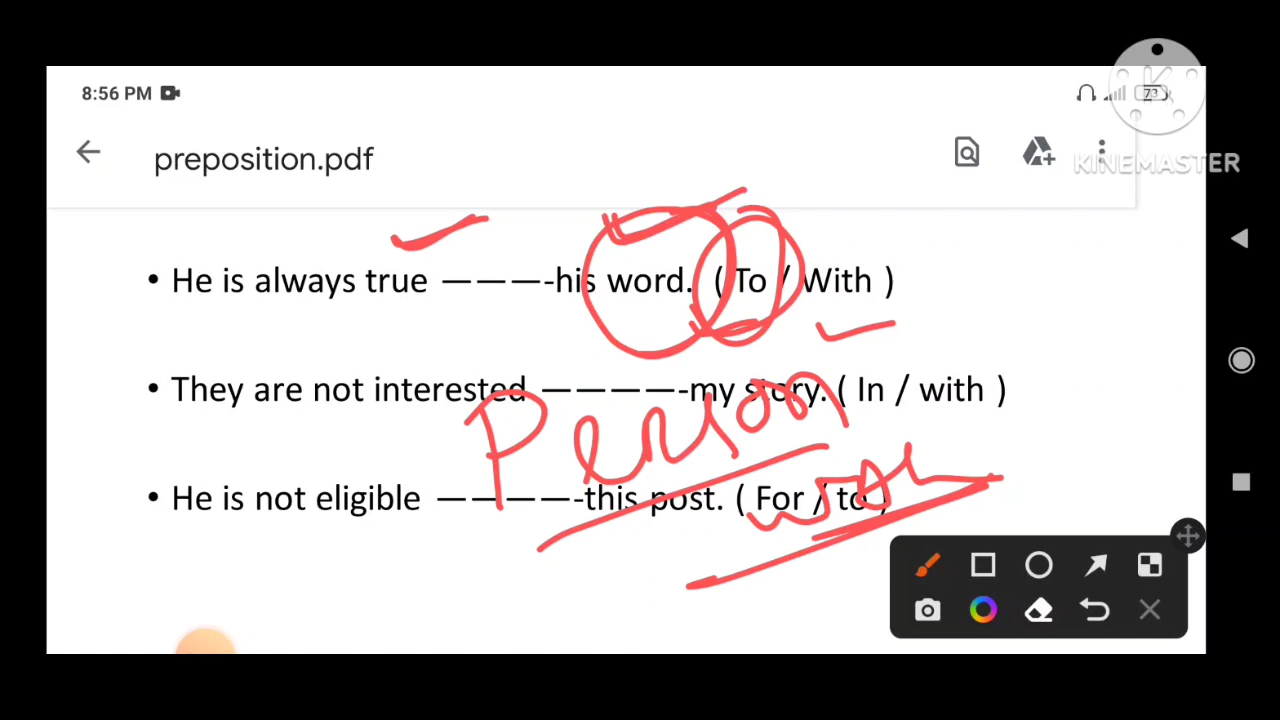 8:56 PM
73
KINEMASTER
preposition.pdf
• He is always true ————-his word. ( To / With )
• They are not interested —————-my story. ( In / with )
Person
• He is not eligible —————-this post. ( For / to )